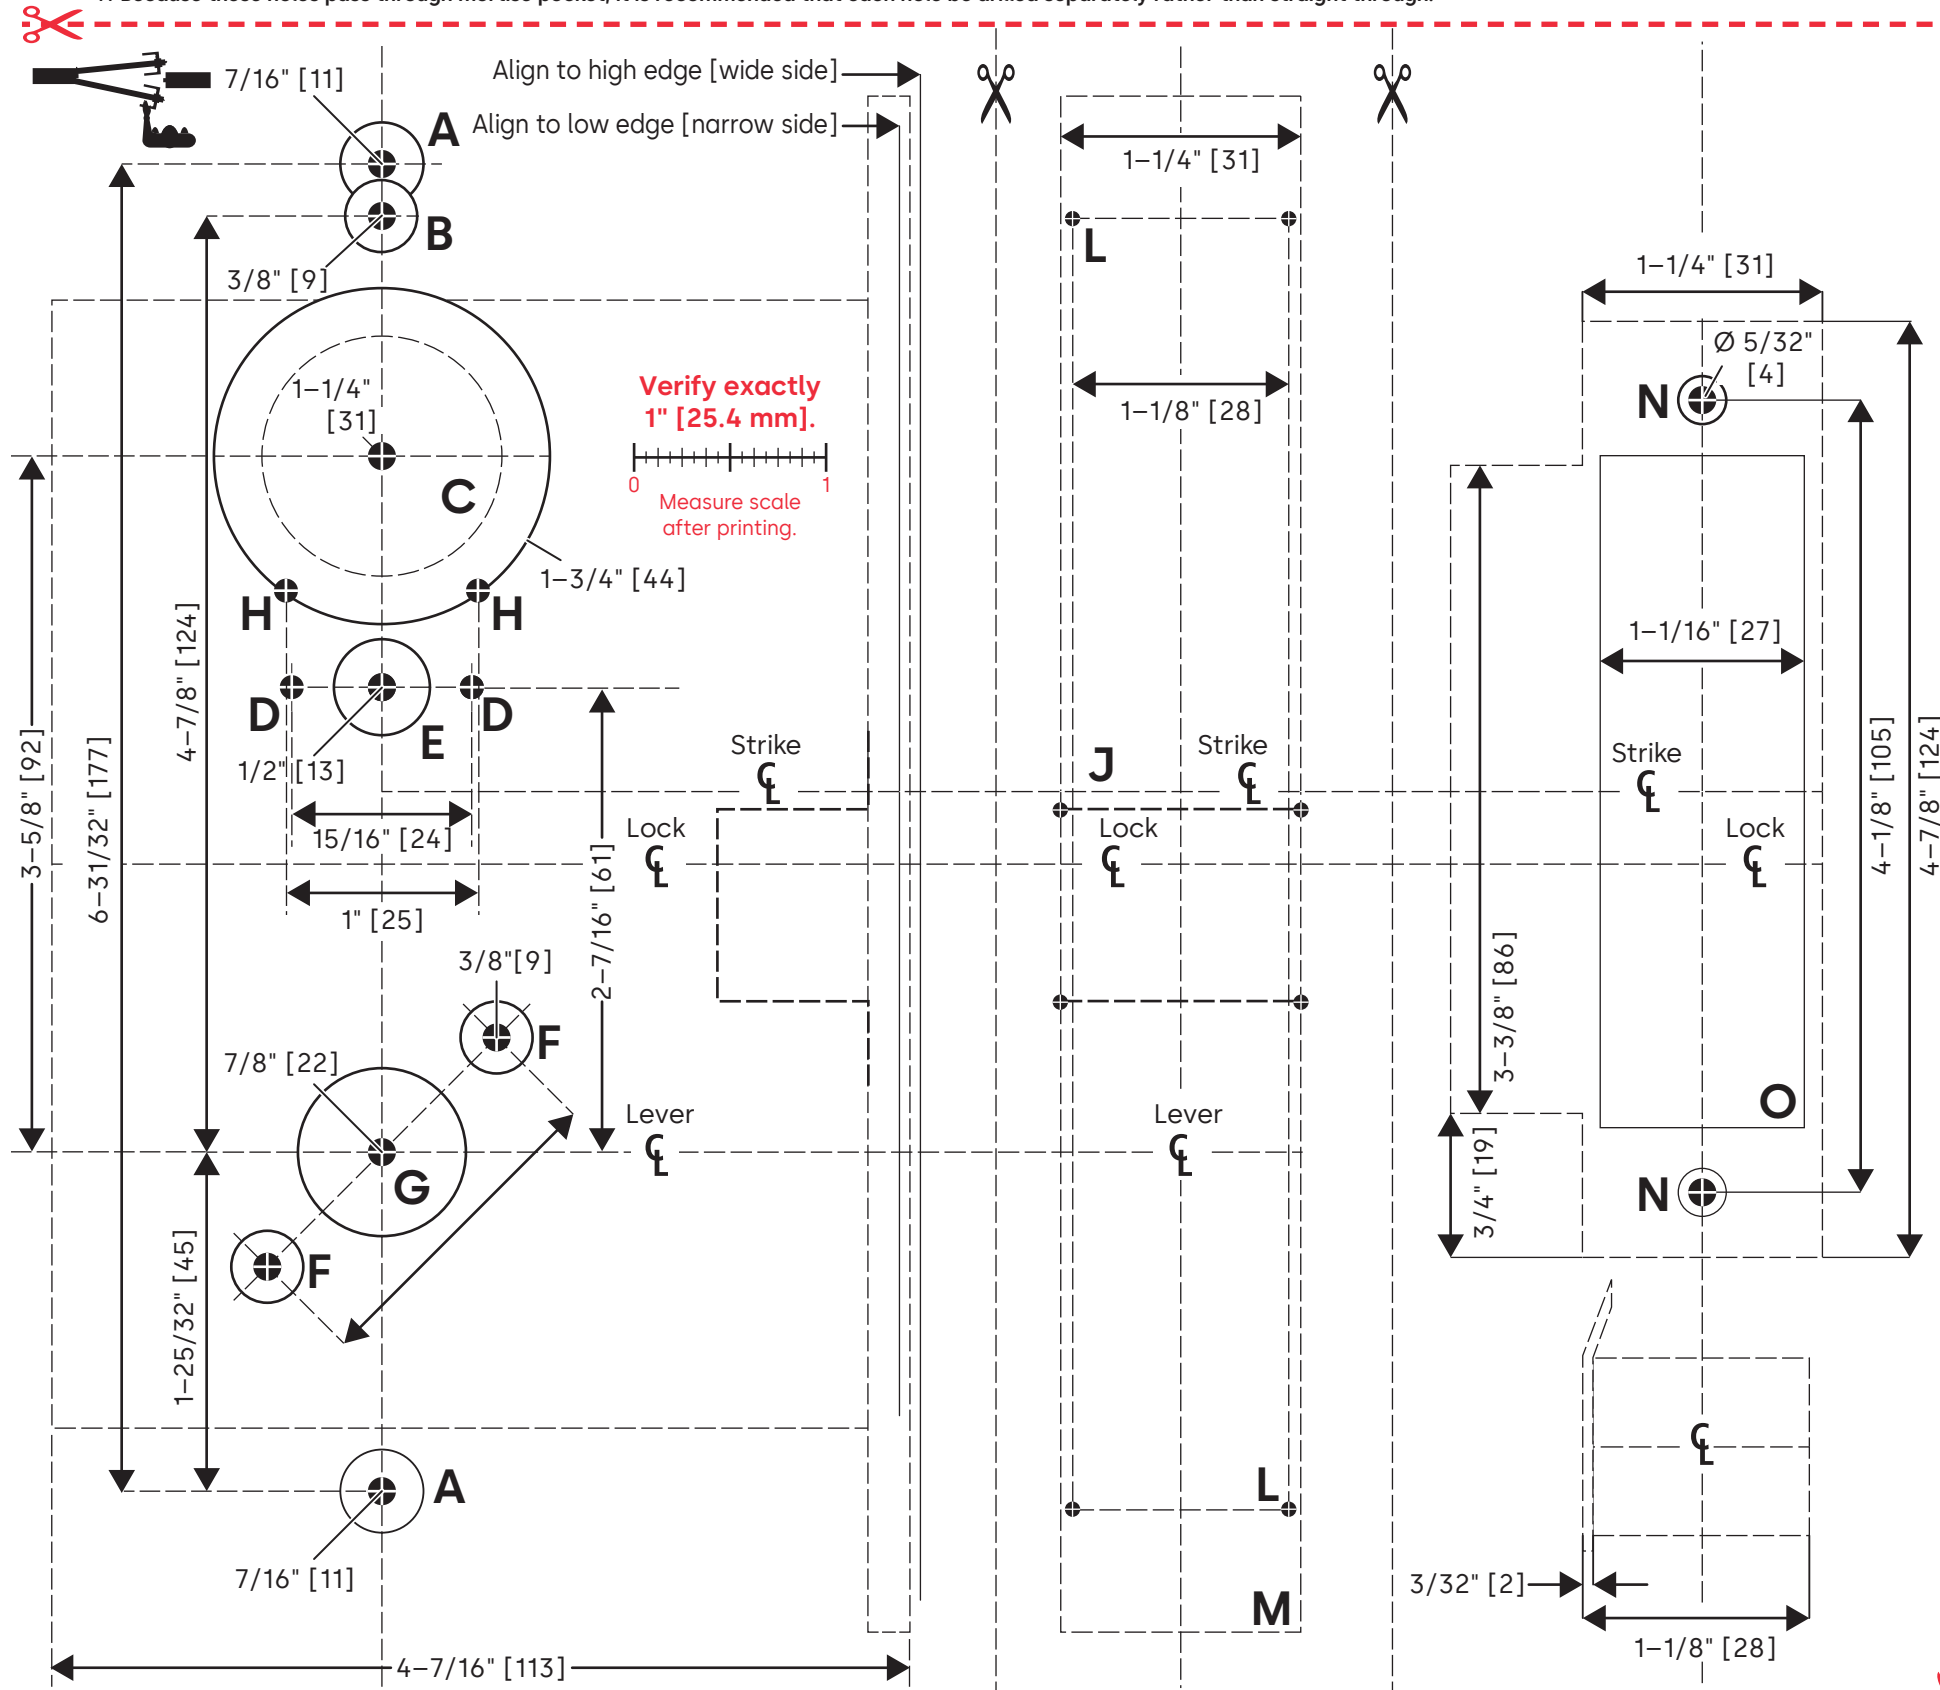 7/16" [11]
Align to high edge [wide side]
Align to low edge [narrow side]
A
B
3/8" [9]
1–1/4"
[31]
C
1–3/4" [44]
H
H
D
D
E
1/2" [13]
15/16" [24]
1" [25]
3–5/8" [92]
6–31/32" [177]
4–7/8" [124]
2–7/16" [61]
Verify exactly
1" [25.4 mm].
0
1
Measure scale
after printing.
Strike
℄
Lock
℄
3/8"[9]
F
7/8" [22]
G
F
Lever
℄
1–25/32" [45]
A
7/16" [11]
4–7/16" [113]
1–1/4" [31]
L
1–1/8" [28]
J
Strike
℄
Lock
℄
Lever
℄
L
M
1–1/4" [31]
Ø 5/32"
[4]
N
1–1/16" [27]
Strike
℄
Lock
℄
4–1/8" [105]
4–7/8" [124]
3–3/8" [86]
O
3/4" [19]
N
℄
3/32" [2]
1–1/8" [28]